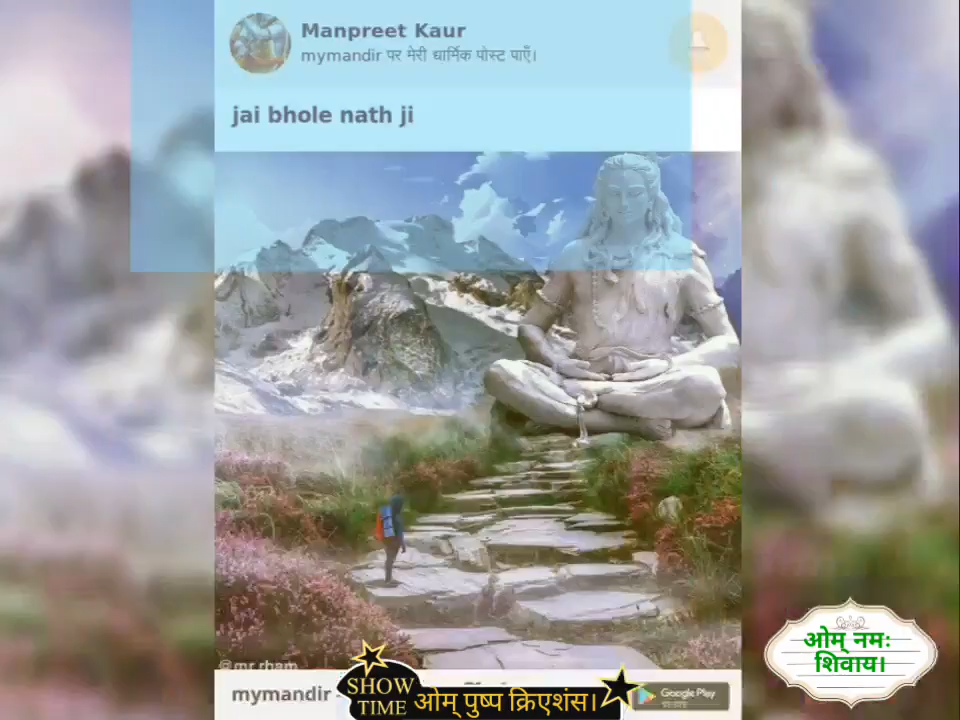 Manpreet Kaur
mymandir पर मेरी धार्मिक पोस्ट पाएँ।
jai bhole nath ji
@mr.rham
ओम् नमः
शिवाय।
mymandir
SHOW
TIME
ओम् पुष्प क्रिएशंस।
Google Play